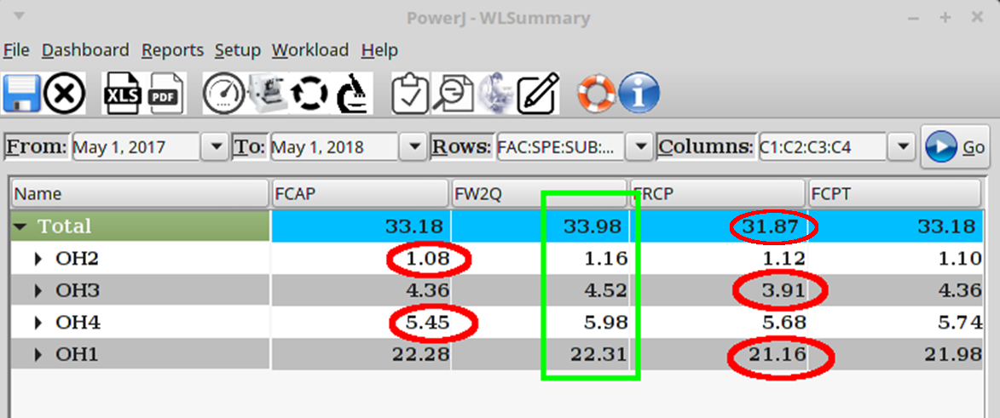 PowerJ - WLSummary
File Dashboard Reports Setup Workload Help
XLS PDF
From: May 1, 2017 To: May 1, 2018 Rows: FAC:SPE:SUB:... Columns: C1:C2:C3:C4 Go
Name FCAP FW2Q FRCP FCPT
Total 33.18 33.98 31.87 33.18
OH2 1.08 1.16 1.12 1.10
OH3 4.36 4.52 3.91 4.36
OH4 5.45 5.98 5.68 5.74
OH1 22.28 22.31 21.16 21.98